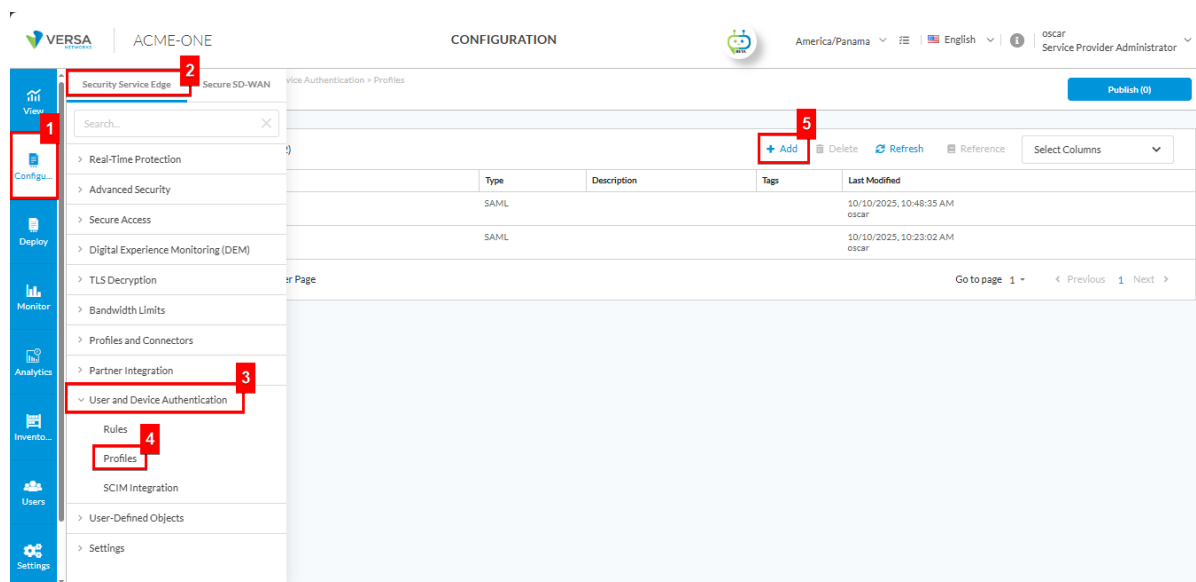 VERSA
NETWORKS
ACME-ONE
CONFIGURATION
BETA
America/Panama
English
oscar
Service Provider Administrator
View
1
Configu...
Deploy
Monitor
Analytics
Invento...
Users
Settings
2
Security Service Edge
Secure SD-WAN
Search...
Real-Time Protection
Advanced Security
Secure Access
Digital Experience Monitoring (DEM)
TLS Decryption
Bandwidth Limits
Profiles and Connectors
Partner Integration
3
User and Device Authentication
Rules
4
Profiles
SCIM Integration
User-Defined Objects
Settings
vice Authentication > Profiles
Publish (0)
2)
5
+ Add
Delete
Refresh
Reference
Select Columns
Type Description Tags Last Modified
SAML 10/10/2025, 10:48:35 AM
oscar
SAML 10/10/2025, 10:23:02 AM
oscar
er Page
Go to page 1
< Previous 1 Next >